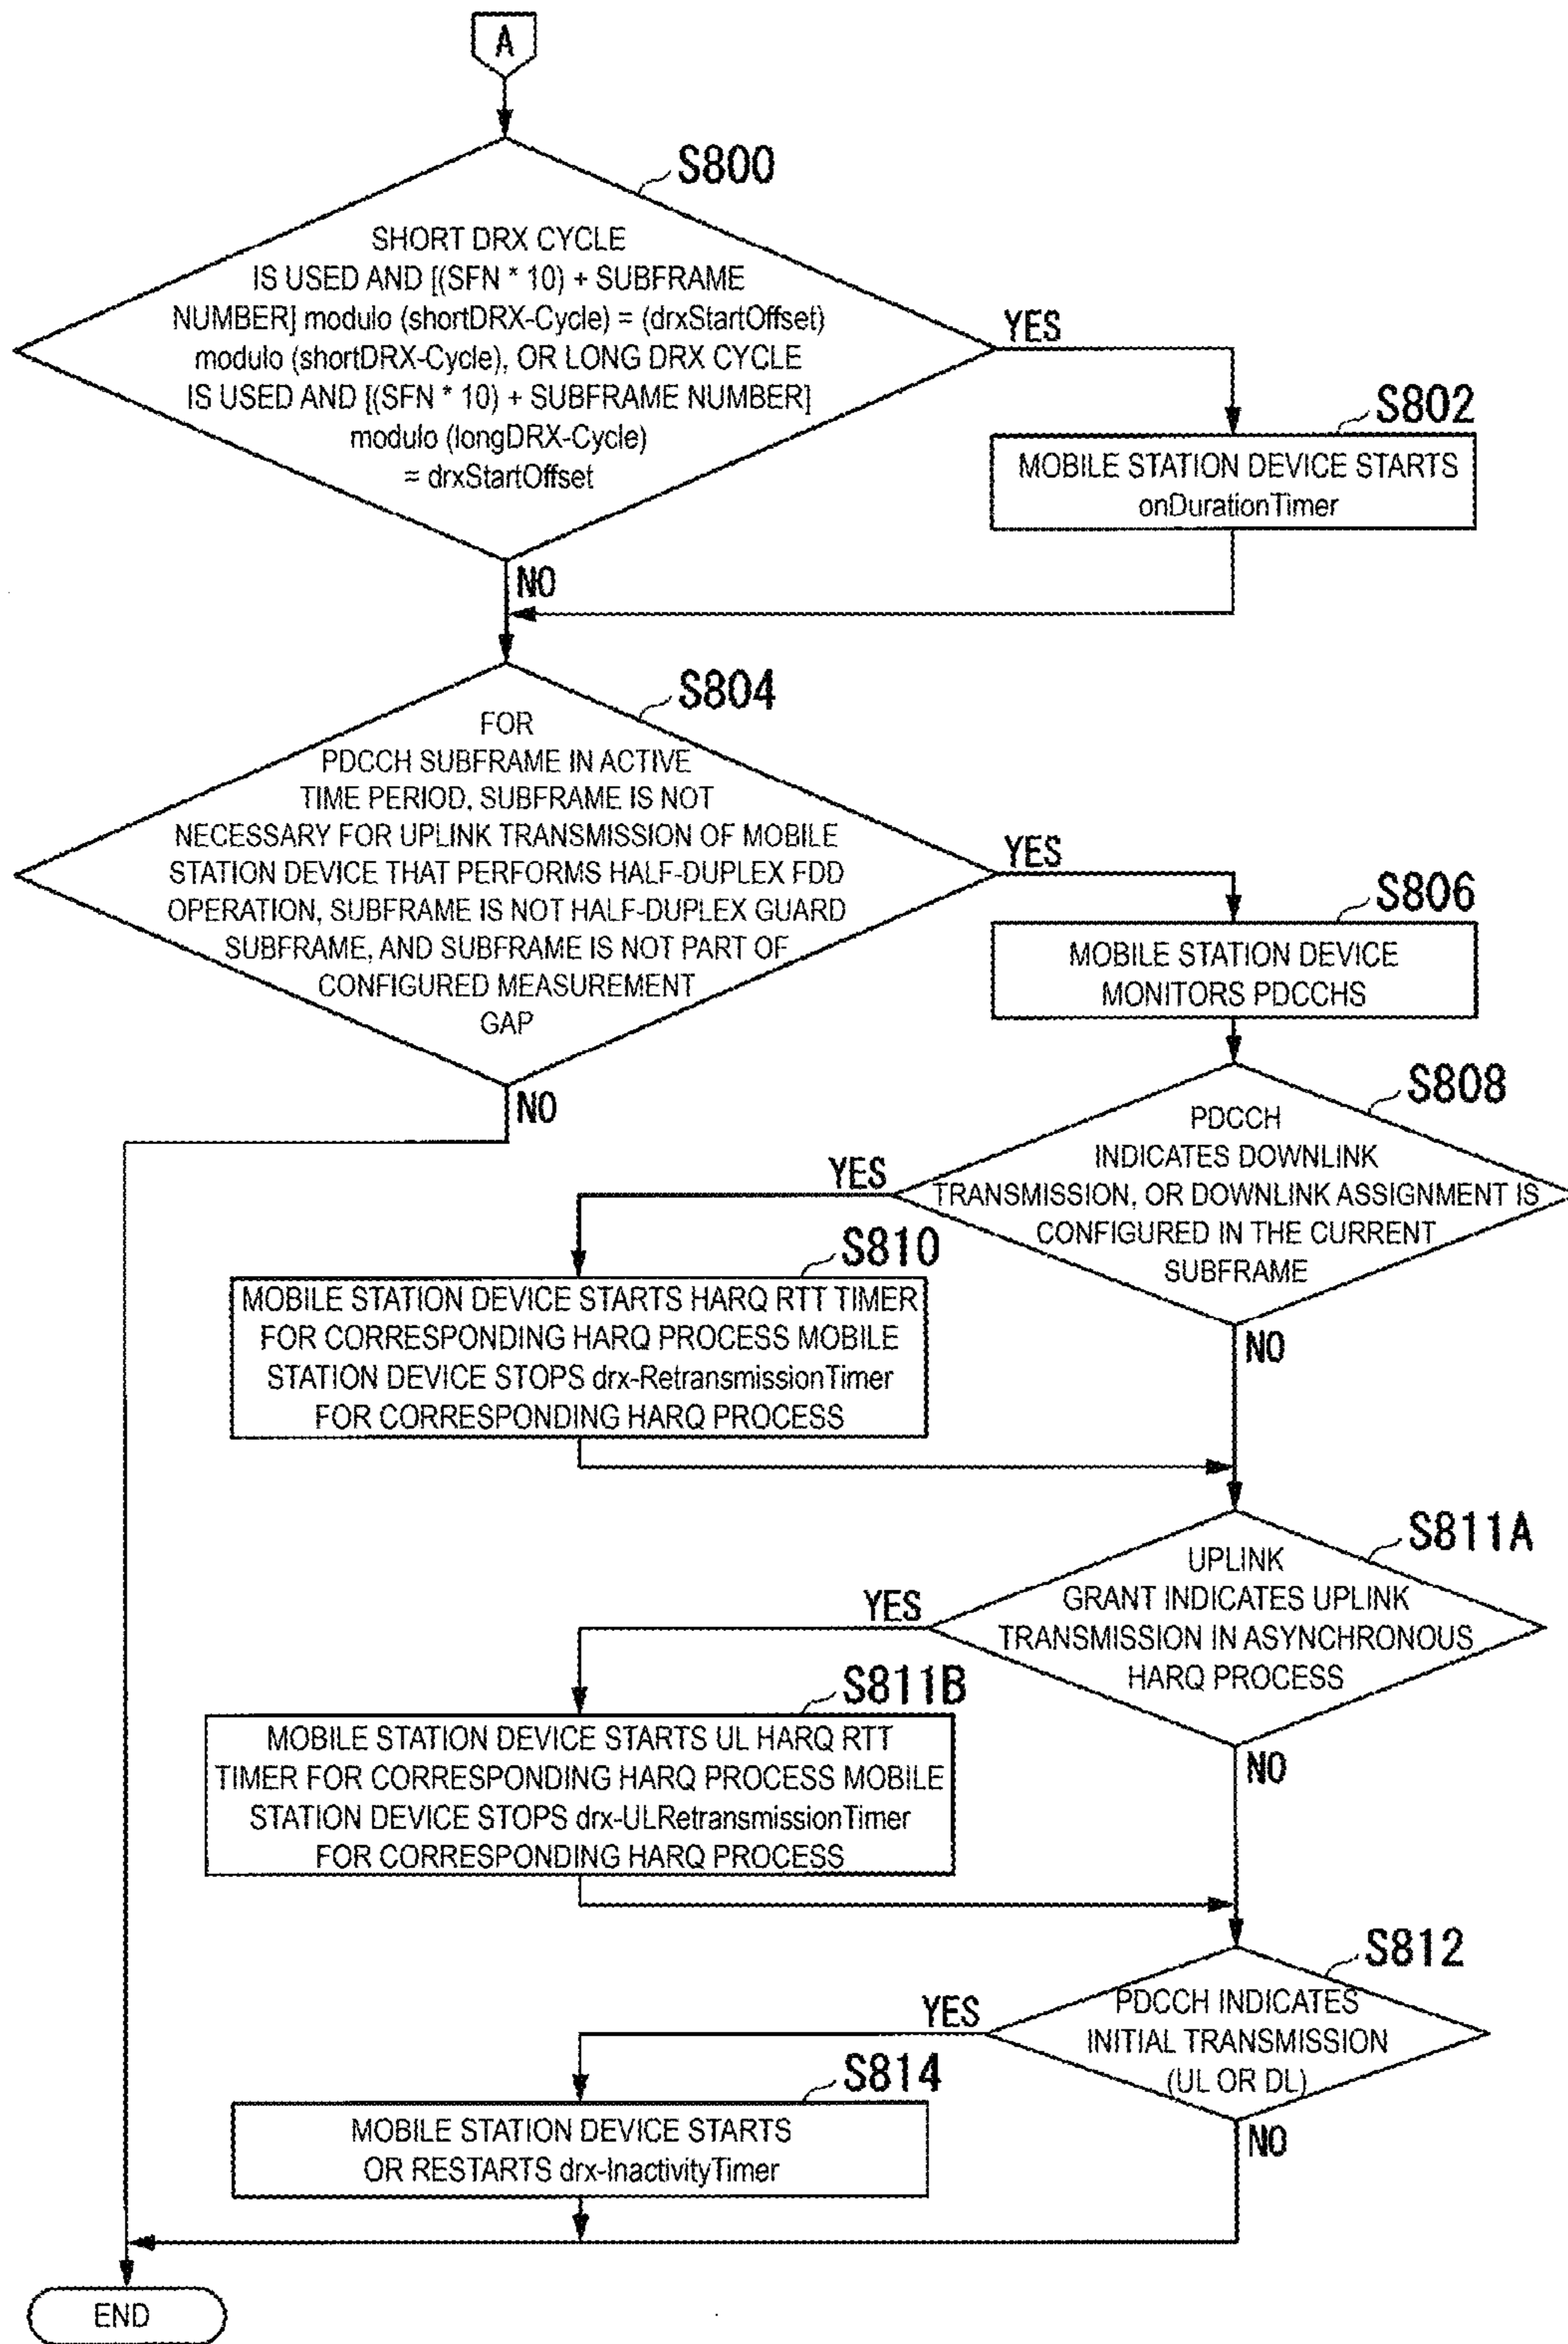 A
S800
SHORT DRX CYCLE
IS USED AND [(SFN * 10) + SUBFRAME
NUMBER] modulo (shortDRX-Cycle) = (drxStartOffset)
modulo (shortDRX-Cycle), OR LONG DRX CYCLE
IS USED AND [(SFN * 10) + SUBFRAME NUMBER]
modulo (longDRX-Cycle)
= drxStartOffset
YES
S802
MOBILE STATION DEVICE STARTS
onDurationTimer
NO
S804
FOR
PDCCH SUBFRAME IN ACTIVE
TIME PERIOD, SUBFRAME IS NOT
NECESSARY FOR UPLINK TRANSMISSION OF MOBILE
STATION DEVICE THAT PERFORMS HALF-DUPLEX FDD
OPERATION, SUBFRAME IS NOT HALF-DUPLEX GUARD
SUBFRAME, AND SUBFRAME IS NOT PART OF
CONFIGURED MEASUREMENT
GAP
YES
S806
MOBILE STATION DEVICE
MONITORS PDCCHS
NO
S808
PDCCH
INDICATES DOWNLINK
TRANSMISSION, OR DOWNLINK ASSIGNMENT IS
CONFIGURED IN THE CURRENT
SUBFRAME
YES
S810
MOBILE STATION DEVICE STARTS HARQ RTT TIMER
FOR CORRESPONDING HARQ PROCESS MOBILE
STATION DEVICE STOPS drx-RetransmissionTimer
FOR CORRESPONDING HARQ PROCESS
NO
S811A
UPLINK
GRANT INDICATES UPLINK
TRANSMISSION IN ASYNCHRONOUS
HARQ PROCESS
YES
S811B
MOBILE STATION DEVICE STARTS UL HARQ RTT
TIMER FOR CORRESPONDING HARQ PROCESS MOBILE
STATION DEVICE STOPS drx-ULRetransmissionTimer
FOR CORRESPONDING HARQ PROCESS
NO
S812
PDCCH INDICATES
INITIAL TRANSMISSION
(UL OR DL)
YES
S814
MOBILE STATION DEVICE STARTS
OR RESTARTS drx-InactivityTimer
NO
END